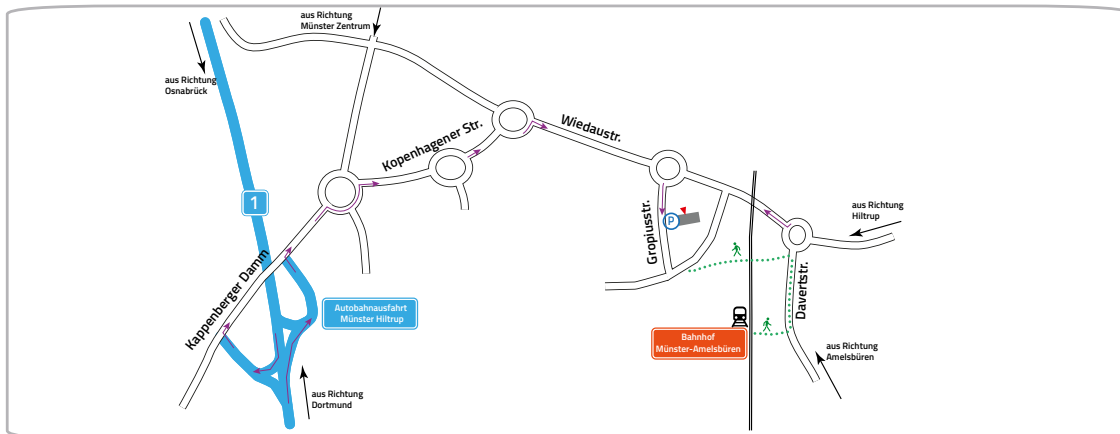 aus Richtung
Münster Zentrum
aus Richtung
Osnabrück
Kopenhagener Str.
Wiedaustr.
1
aus Richtung
Hiltrup
P
Gropiusstr.
Kappenberger Damm
Davertstr.
Autobahnausfahrt
Münster Hiltrup
Bahnhof
Münster-Amelsbüren
aus Richtung
Amelsbüren
aus Richtung
Dortmund